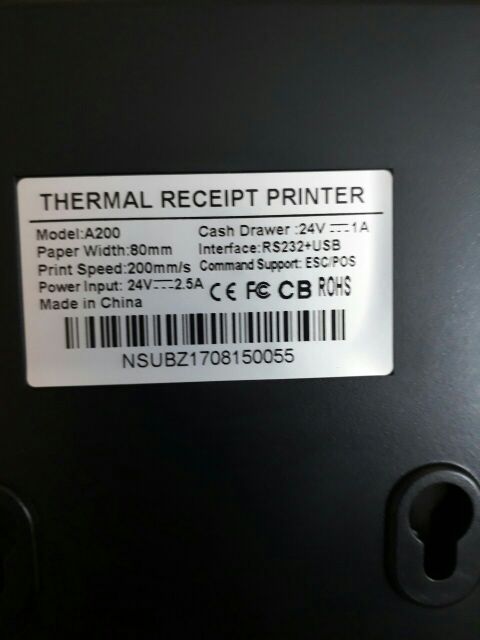 THERMAL RECEIPT PRINTER
Model:A200
Cash Drawer :24V ⎓ 1A
Paper Width:80mm
Interface:RS232+USB
Print Speed:200mm/s
Command Support: ESC/POS
Power Input: 24V ⎓ 2.5A
CE FC CB ROHS
Made in China
NSUBZ1708150055